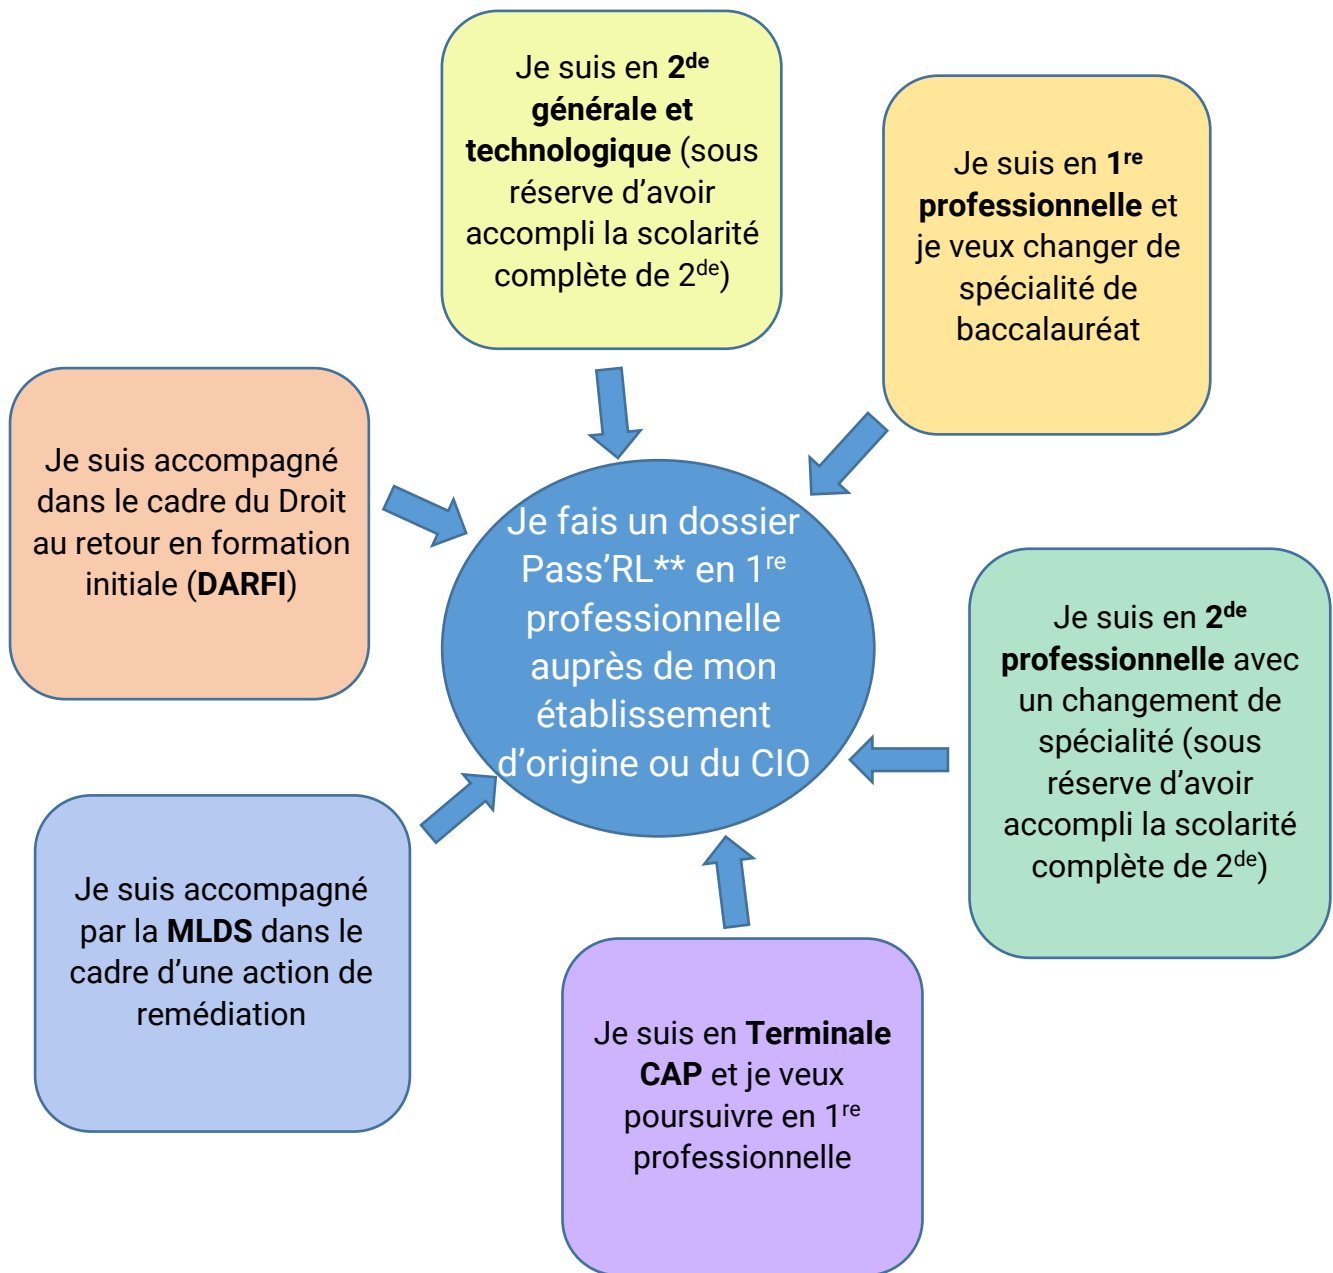 Je suis en 2de
générale et
technologique (sous
réserve d’avoir
accompli la scolarité
complète de 2de)
Je suis en 1re
professionnelle et
je veux changer de
spécialité de
baccalauréat
Je suis accompagné
dans le cadre du Droit
au retour en formation
initiale (DARFI)
Je fais un dossier
Pass’RL** en 1re
professionnelle
auprès de mon
établissement
d’origine ou du CIO
Je suis en 2de
professionnelle avec
un changement de
spécialité (sous
réserve d’avoir
accompli la scolarité
complète de 2de)
Je suis accompagné
par la MLDS dans le
cadre d’une action de
remédiation
Je suis en Terminale
CAP et je veux
poursuivre en 1re
professionnelle